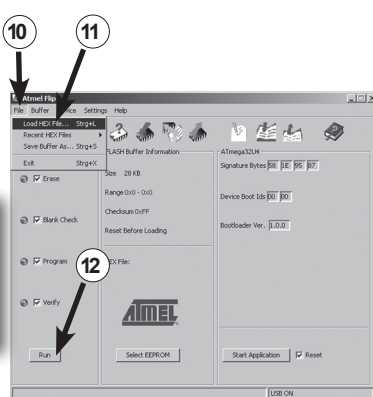 10
11
Atmel Flip
File Buffer Device Settings Help
Load HEX File... Strg+L
Recent HEX Files
Save Buffer As... Strg+S
Exit Strg+X
Erase
Blank Check
Program
Verify
12
Run
FLASH Buffer Information
Size 28 KB
Range 0x0 - 0x0
Checksum 0xFF
Reset Before Loading
HEX File:
ATMEL
Select EEPROM
ATmega32U4
Signature Bytes 58 1E 95 87
Device Boot Ids 00 00
Bootloader Ver. 1.0.0
Start Application
Reset
USB ON